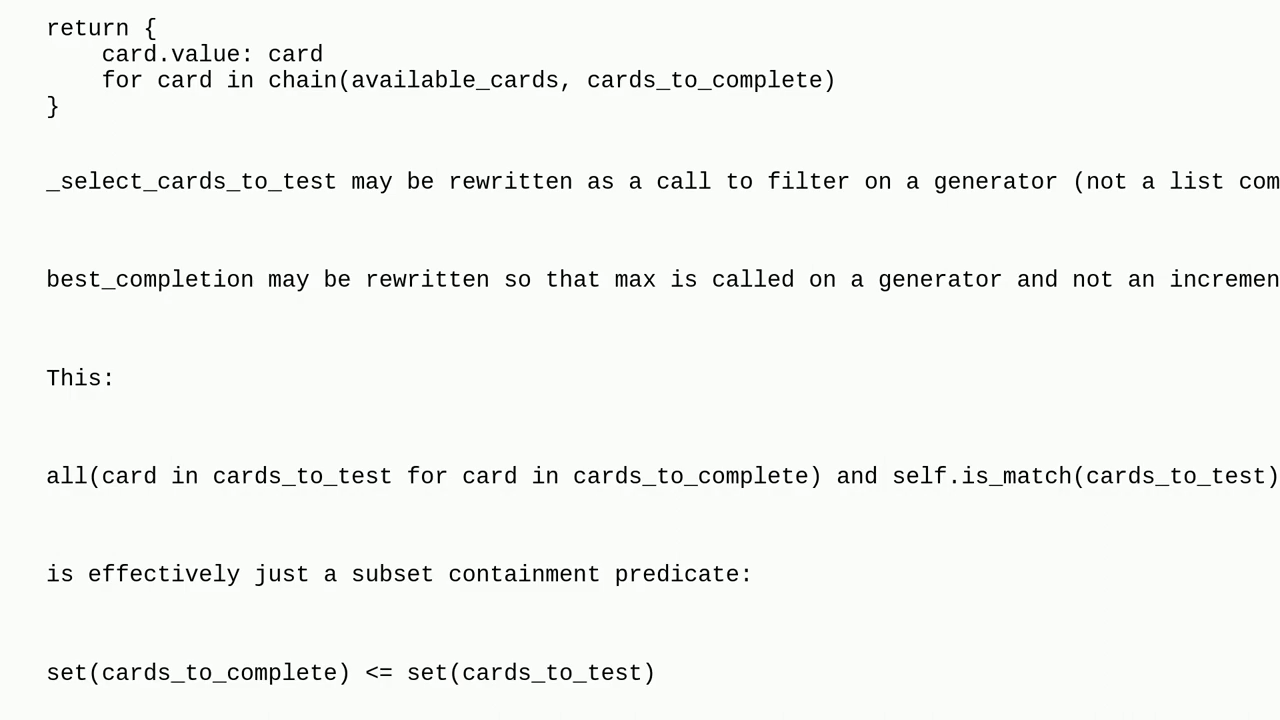 return {
    card.value: card
    for card in chain(available_cards, cards_to_complete)
}
_select_cards_to_test may be rewritten as a call to filter on a generator (not a list com
best_completion may be rewritten so that max is called on a generator and not an incremen
This:
all(card in cards_to_test for card in cards_to_complete) and self.is_match(cards_to_test)
is effectively just a subset containment predicate:
set(cards_to_complete) <= set(cards_to_test)